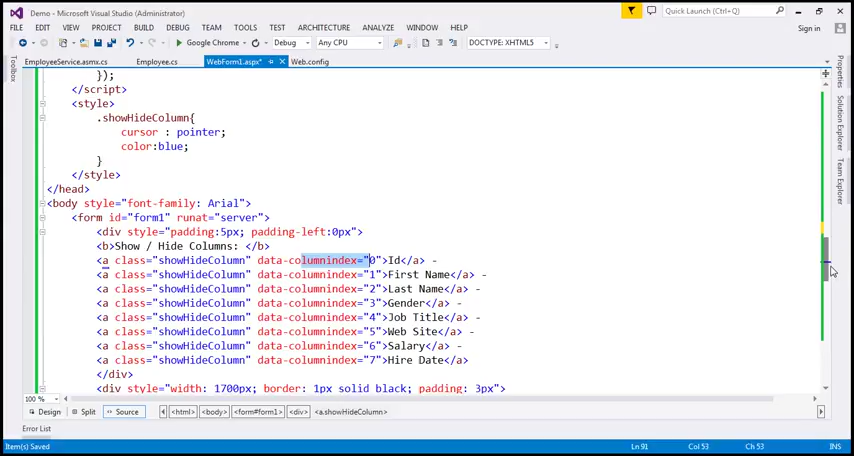 Demo - Microsoft Visual Studio (Administrator)
Quick Launch (Ctrl+Q)
FILE EDIT VIEW PROJECT BUILD DEBUG TEAM TOOLS TEST ARCHITECTURE ANALYZE WINDOW HELP
Sign in
Google Chrome Debug Any CPU DOCTYPE: XHTML5
EmployeeService.asmx.cs Employee.cs WebForm1.aspx* Web.config
Toolbox
Properties
Solution Explorer
Team Explorer
});
</script>
<style>
.showHideColumn{
cursor : pointer;
color:blue;
}
</style>
</head>
<body style="font-family: Arial">
<form id="form1" runat="server">
<div style="padding:5px; padding-left:0px">
<b>Show / Hide Columns: </b>
<a class="showHideColumn" data-columnindex="0">Id</a> -
<a class="showHideColumn" data-columnindex="1">First Name</a> -
<a class="showHideColumn" data-columnindex="2">Last Name</a> -
<a class="showHideColumn" data-columnindex="3">Gender</a> -
<a class="showHideColumn" data-columnindex="4">Job Title</a> -
<a class="showHideColumn" data-columnindex="5">Web Site</a> -
<a class="showHideColumn" data-columnindex="6">Salary</a> -
<a class="showHideColumn" data-columnindex="7">Hire Date</a>
</div>
<div style="width: 1700px; border: 1px solid black; padding: 3px">
100 %
Design Split Source <html> <body> <form#form1> <div> <a.showHideColumn>
Error List
Item(s) Saved Ln 91 Col 53 Ch 53 INS